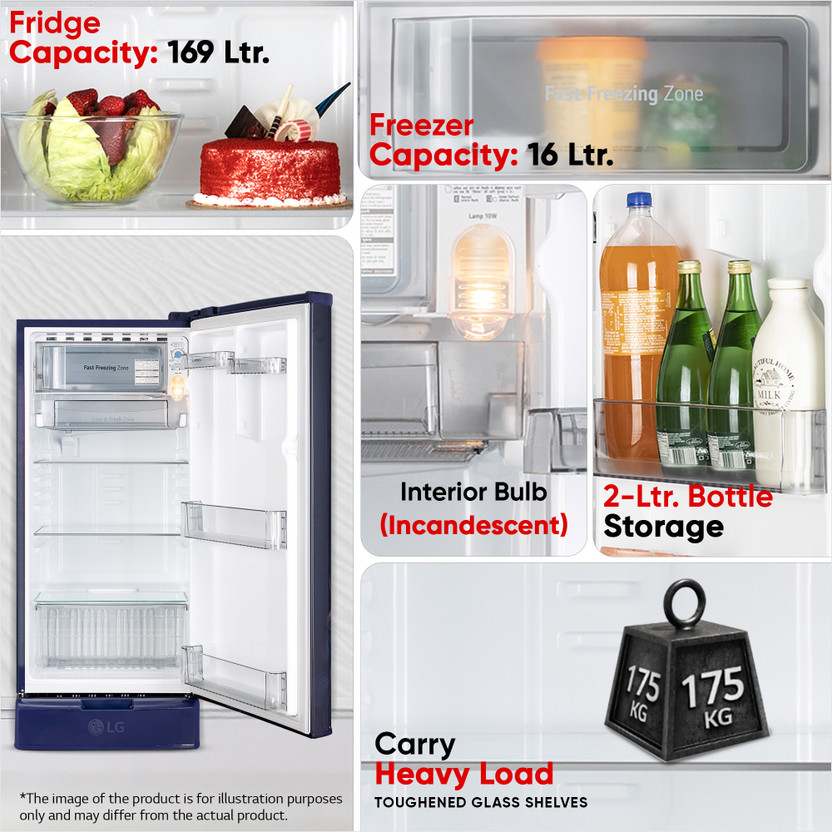 Fridge
Capacity: 169 Ltr.
Fast Freezing Zone
Freezer
Capacity: 16 Ltr.
Lamp 10W
Interior Bulb
(Incandescent)
MILK
2-Ltr. Bottle
Storage
Fast Freezing Zone
LG
*The image of the product is for illustration purposes
only and may differ from the actual product.
175
KG
175
KG
Carry
Heavy Load
TOUGHENED GLASS SHELVES